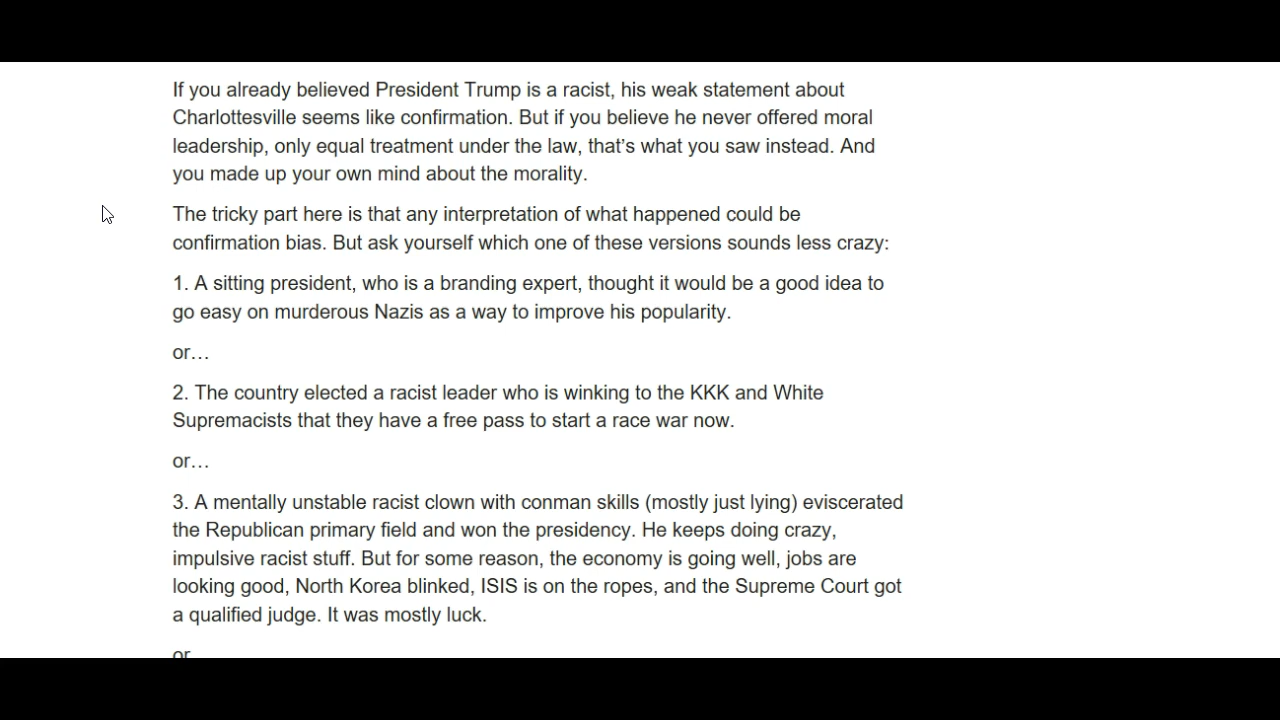 If you already believed President Trump is a racist, his weak statement about
Charlottesville seems like confirmation. But if you believe he never offered moral
leadership, only equal treatment under the law, that's what you saw instead. And
you made up your own mind about the morality.
The tricky part here is that any interpretation of what happened could be
confirmation bias. But ask yourself which one of these versions sounds less crazy:
1. A sitting president, who is a branding expert, thought it would be a good idea to
go easy on murderous Nazis as a way to improve his popularity.
or…
2. The country elected a racist leader who is winking to the KKK and White
Supremacists that they have a free pass to start a race war now.
or…
3. A mentally unstable racist clown with conman skills (mostly just lying) eviscerated
the Republican primary field and won the presidency. He keeps doing crazy,
impulsive racist stuff. But for some reason, the economy is going well, jobs are
looking good, North Korea blinked, ISIS is on the ropes, and the Supreme Court got
a qualified judge. It was mostly luck.
or